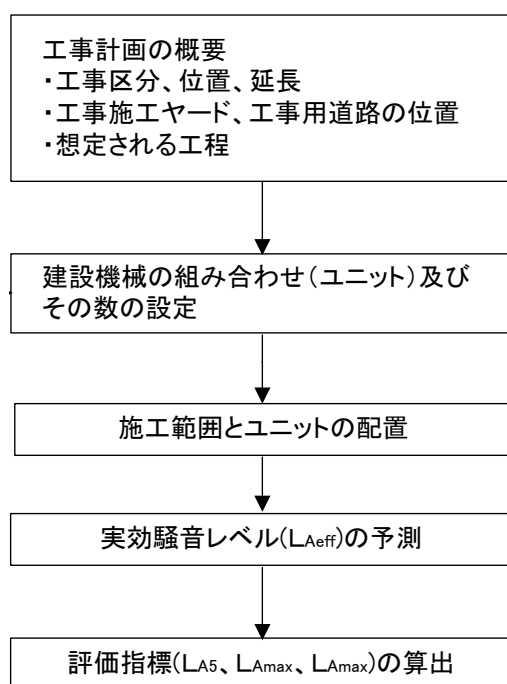 工事計画の概要
・工事区分、位置、延長
・工事施工ヤード、工事用道路の位置
・想定される工程
建設機械の組み合わせ(ユニット)及び
その数の設定
施工範囲とユニットの配置
実効騒音レベル(LAeff)の予測
評価指標(LA5、LAmax、LAmax)の算出